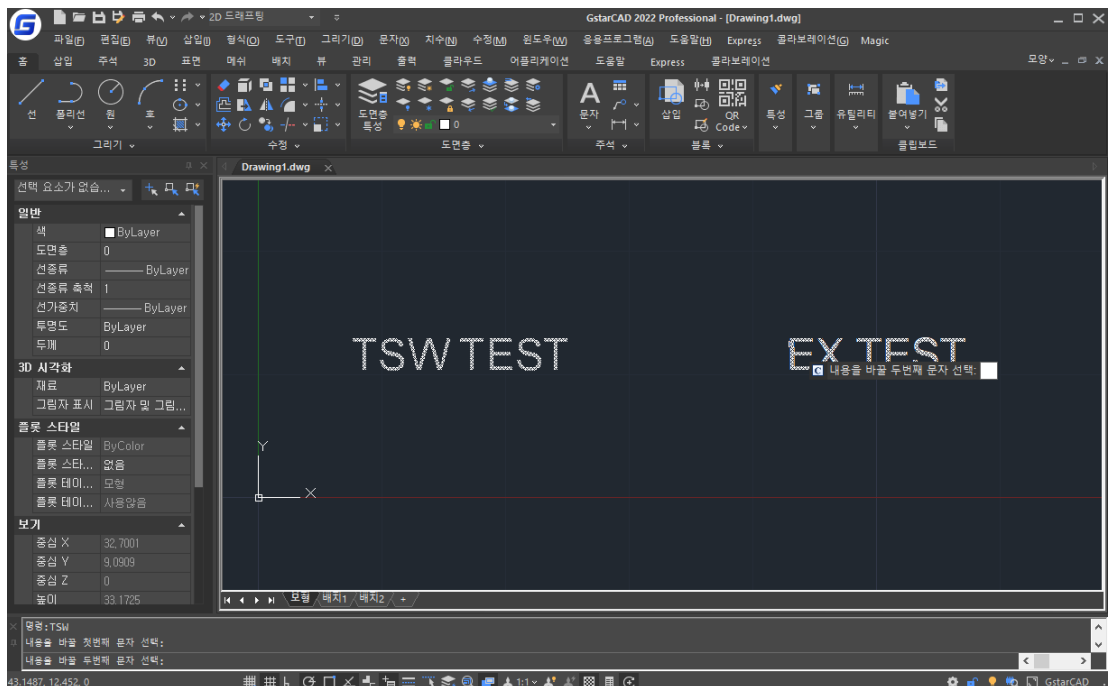 2D 드래프팅
GstarCAD 2022 Professional - [Drawing1.dwg]
파일(F) 편집(E) 뷰(V) 삽입(I) 형식(O) 도구(T) 그리기(D) 문자(X) 치수(N) 수정(M) 윈도우(W) 응용프로그램(A) 도움말(H) Express 콜라보레이션(G) Magic
홈 삽입 주석 3D 표면 메쉬 배치 뷰 관리 출력 클라우드 어플리케이션 도움말 Express 콜라보레이션 모양
선 폴리선 원 호
도면층
특성
0
문자
삽입
QR
Code
특성 그룹 유틸리티 붙여넣기
그리기 수정 도면층 주석 블록 클립보드
특성
Drawing1.dwg
선택 요소가 없습...
일반
색 ByLayer
도면층 0
선종류 ByLayer
선종류 축척 1
선가중치 ByLayer
투명도 ByLayer
두께 0
3D 시각화
재료 ByLayer
그림자 표시 그림자 및 그림...
플롯 스타일
플롯 스타일 ByColor
플롯 스타... 없음
플롯 테이... 모형
플롯 테이... 사용않음
보기
중심 X 32.7001
중심 Y 9.0909
중심 Z 0
높이 33.1725
TSW TEST
EX TEST
내용을 바꿀 두번째 문자 선택:
Y
X
모형 배치1 배치2 +
명령:TSW
내용을 바꿀 첫번째 문자 선택:
내용을 바꿀 두번째 문자 선택:
43.1487, 12.452, 0
1:1
GstarCAD